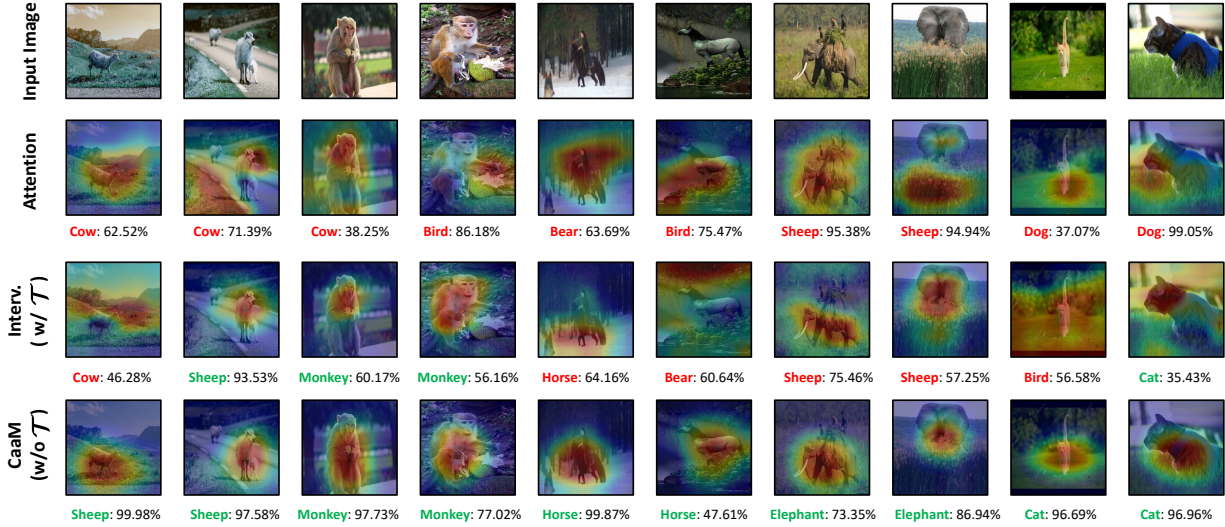 Input Image
Attention
Cow: 62.52% Cow: 71.39% Cow: 38.25% Bird: 86.18% Bear: 63.69% Bird: 75.47% Sheep: 95.38% Sheep: 94.94% Dog: 37.07% Dog: 99.05%
Interv.
(w/ 𝒯)
Cow: 46.28% Sheep: 93.53% Monkey: 60.17% Monkey: 56.16% Horse: 64.16% Bear: 60.64% Sheep: 75.46% Sheep: 57.25% Bird: 56.58% Cat: 35.43%
CaaM
(w/o 𝒯)
Sheep: 99.98% Sheep: 97.58% Monkey: 97.73% Monkey: 77.02% Horse: 99.87% Horse: 47.61% Elephant: 73.35% Elephant: 86.94% Cat: 96.69% Cat: 96.96%